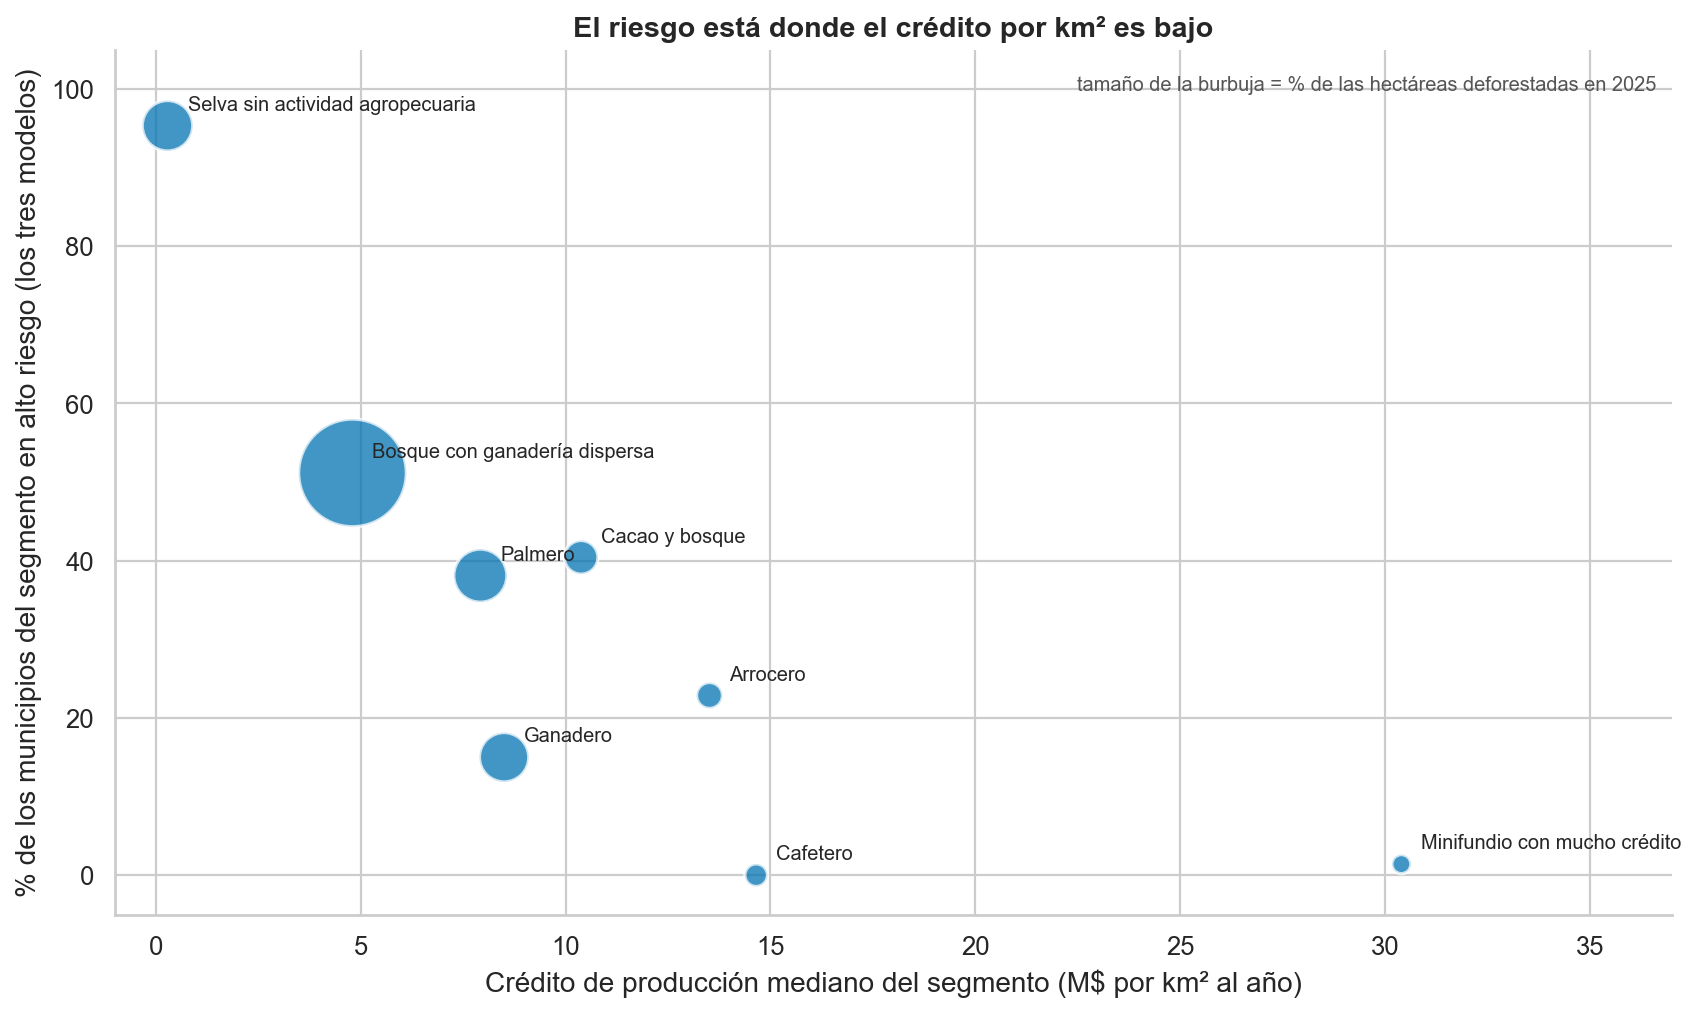 El riesgo está donde el crédito por km² es bajo
tamaño de la burbuja = % de las hectáreas deforestadas en 2025
% de los municipios del segmento en alto riesgo (los tres modelos)
100
80
60
40
20
0
Selva sin actividad agropecuaria
Bosque con ganadería dispersa
Cacao y bosque
Palmero
Arrocero
Ganadero
Cafetero
Minifundio con mucho crédito
0 5 10 15 20 25 30 35
Crédito de producción mediano del segmento (M$ por km² al año)